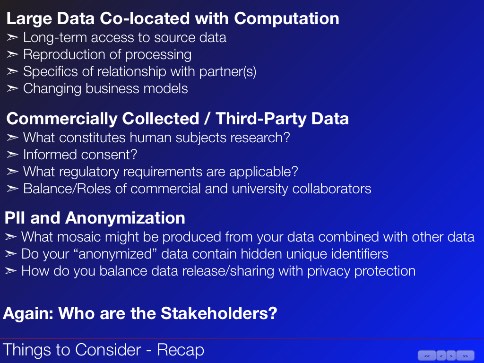 Large Data Co-located with Computation
➣ Long-term access to source data
➣ Reproduction of processing
➣ Specifics of relationship with partner(s)
➣ Changing business models
Commercially Collected / Third-Party Data
➣ What constitutes human subjects research?
➣ Informed consent?
➣ What regulatory requirements are applicable?
➣ Balance/Roles of commercial and university collaborators
PII and Anonymization
➣ What mosaic might be produced from your data combined with other data
➣ Do your “anonymized” data contain hidden unique identifiers
➣ How do you balance data release/sharing with privacy protection
Again: Who are the Stakeholders?
Things to Consider - Recap